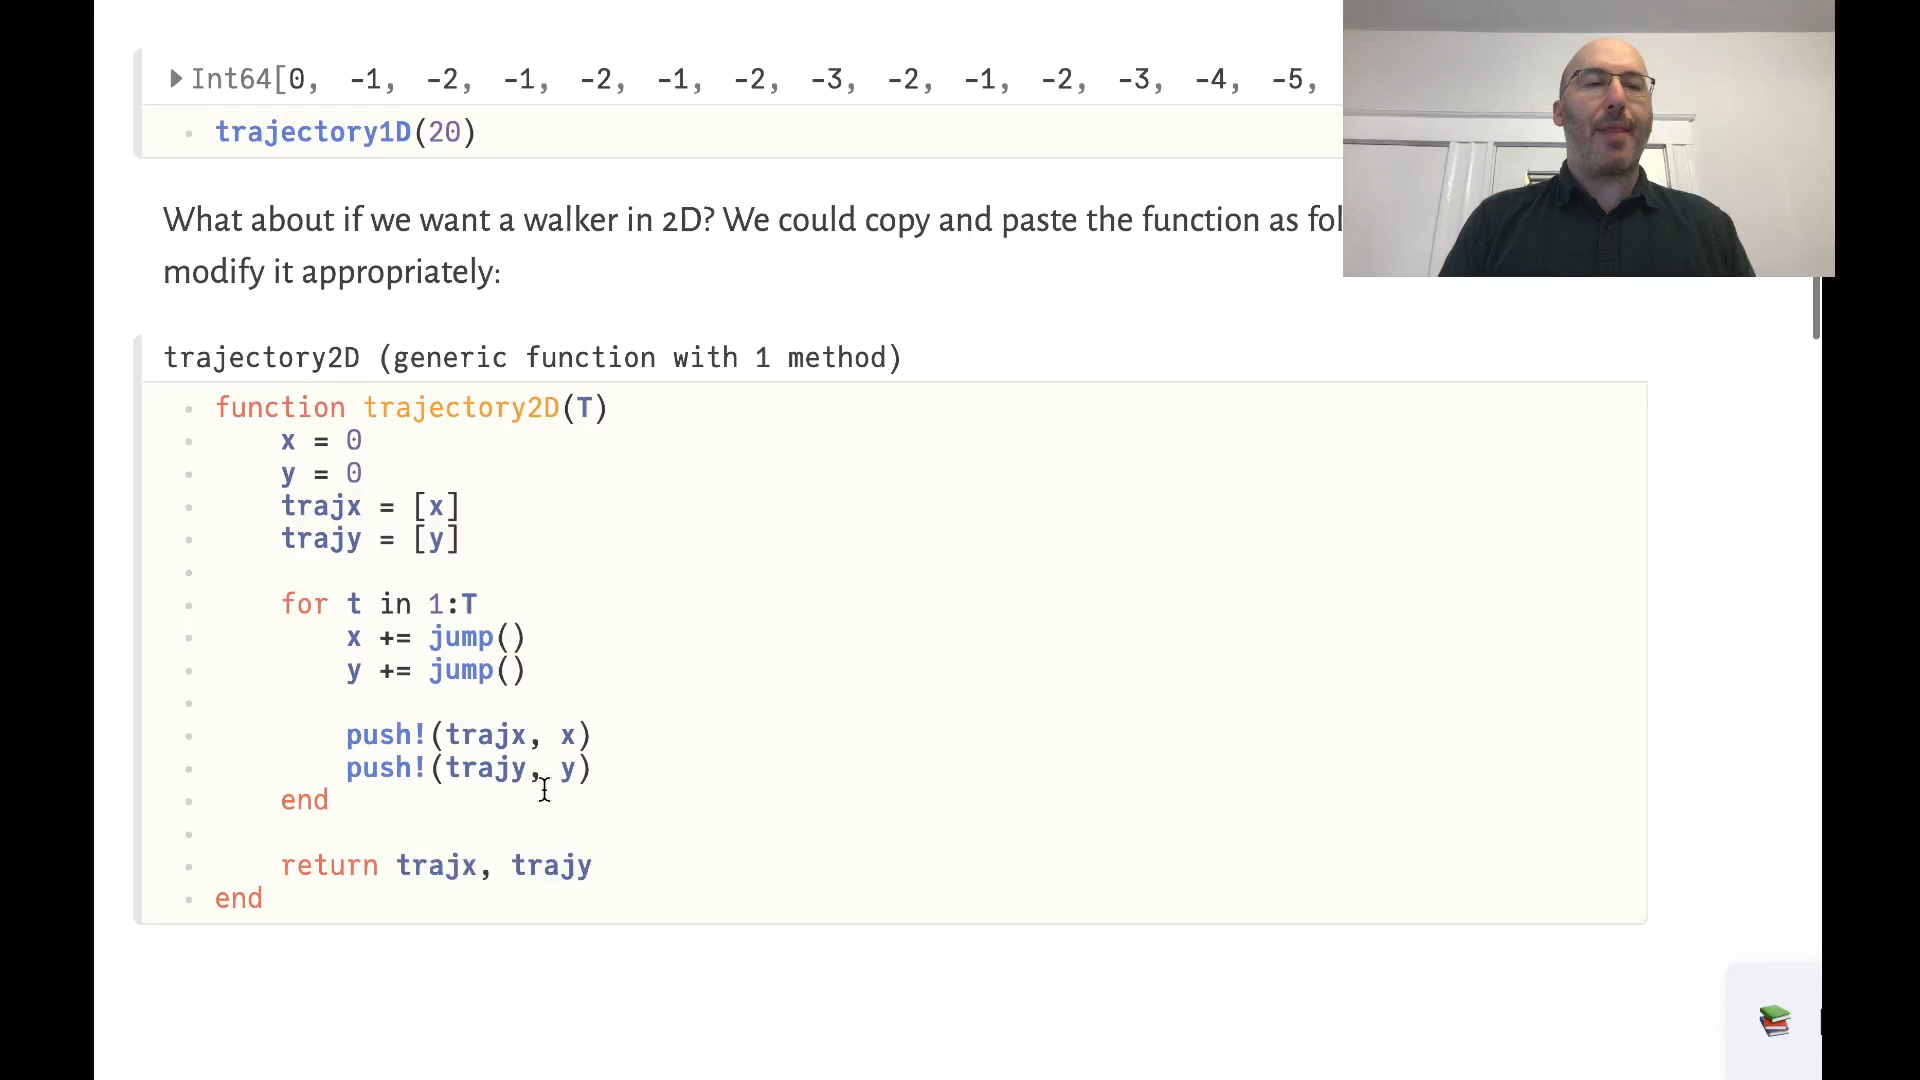 Int64[0, -1, -2, -1, -2, -1, -2, -3, -2, -1, -2, -3, -4, -5,
trajectory1D(20)
What about if we want a walker in 2D? We could copy and paste the function as
modify it appropriately:
trajectory2D (generic function with 1 method)
function trajectory2D(T)
x = 0
y = 0
trajx = [x]
trajy = [y]
for t in 1:T
x += jump()
y += jump()
push!(trajx, x)
push!(trajy, y)
end
return trajx, trajy
end